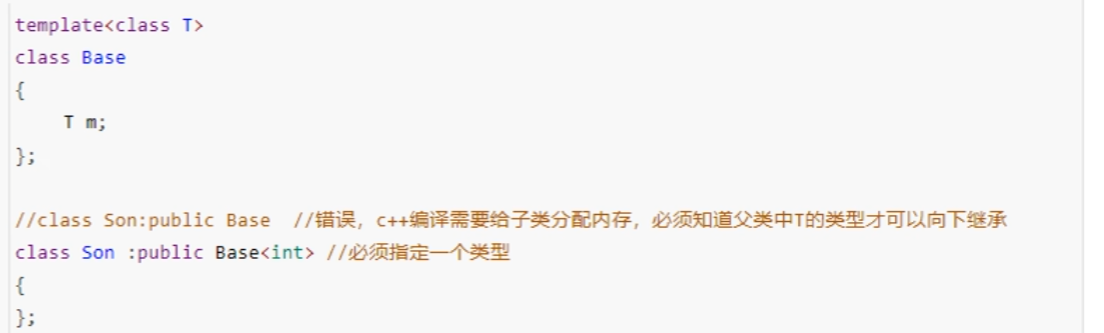 template<class T>
class Base
{
    T m;
};
//class Son:public Base  //错误，c++编译需要给子类分配内存，必须知道父类中T的类型才可以向下继承
class Son :public Base<int> //必须指定一个类型
{
};